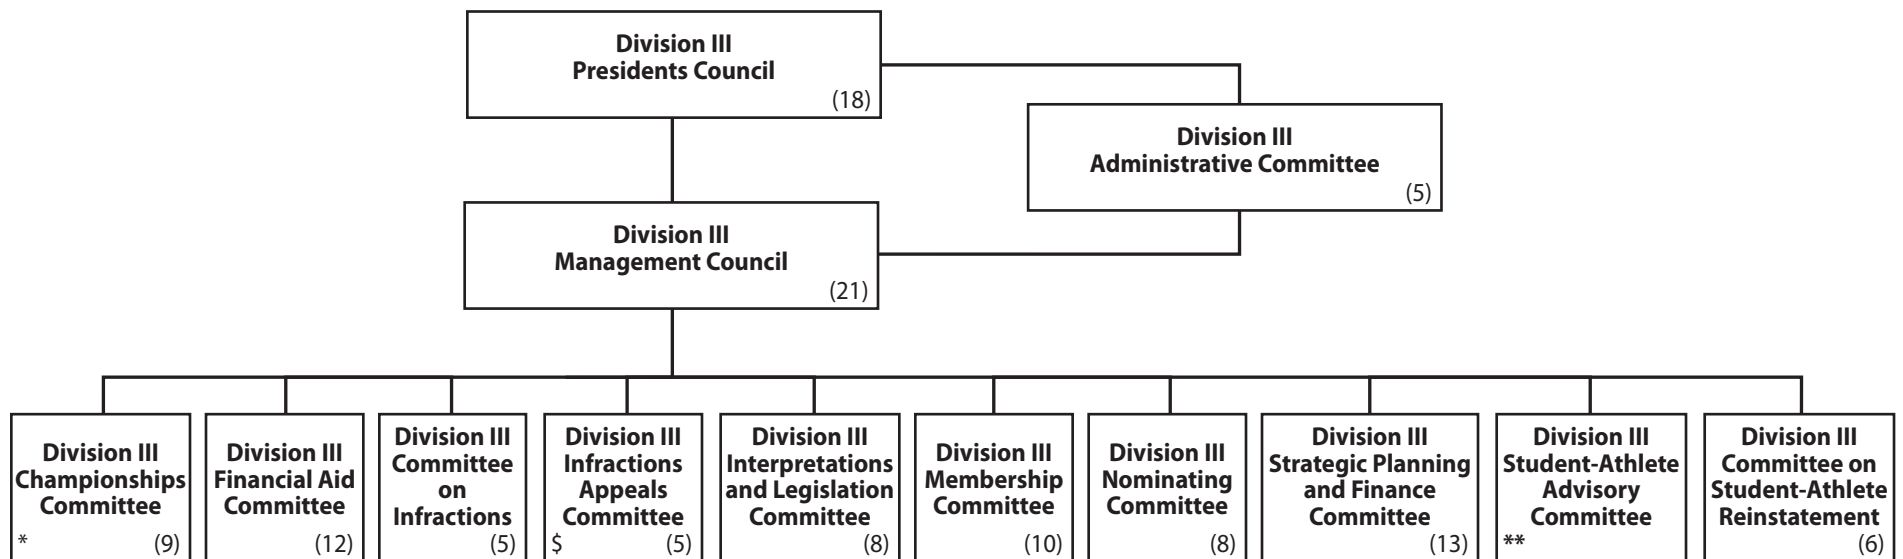 Division III
Presidents Council
(18)
Division III
Administrative Committee
(5)
Division III
Management Council
(21)
Division III
Championships
Committee
* (9)
Division III
Financial Aid
Committee
(12)
Division III
Committee
on
Infractions
(5)
Division III
Infractions
Appeals
Committee
$ (5)
Division III
Interpretations
and Legislation
Committee
(8)
Division III
Membership
Committee
(10)
Division III
Nominating
Committee
(8)
Division III
Strategic Planning
and Finance
Committee
(13)
Division III
Student-Athlete
Advisory
Committee
**
Division III
Committee on
Student-Athlete
Reinstatement
(6)